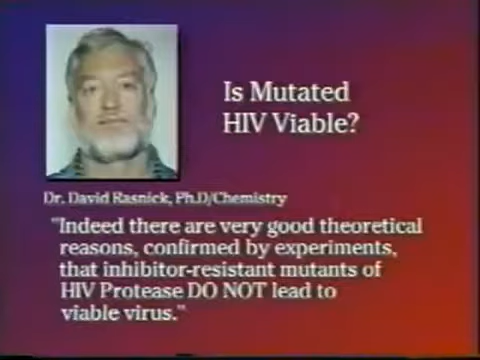 Is Mutated
HIV Viable?
Dr. David Rasnick, Ph.D/Chemistry
"Indeed there are very good theoretical
reasons, confirmed by experiments,
that inhibitor-resistant mutants of
HIV Protease DO NOT lead to
viable virus."